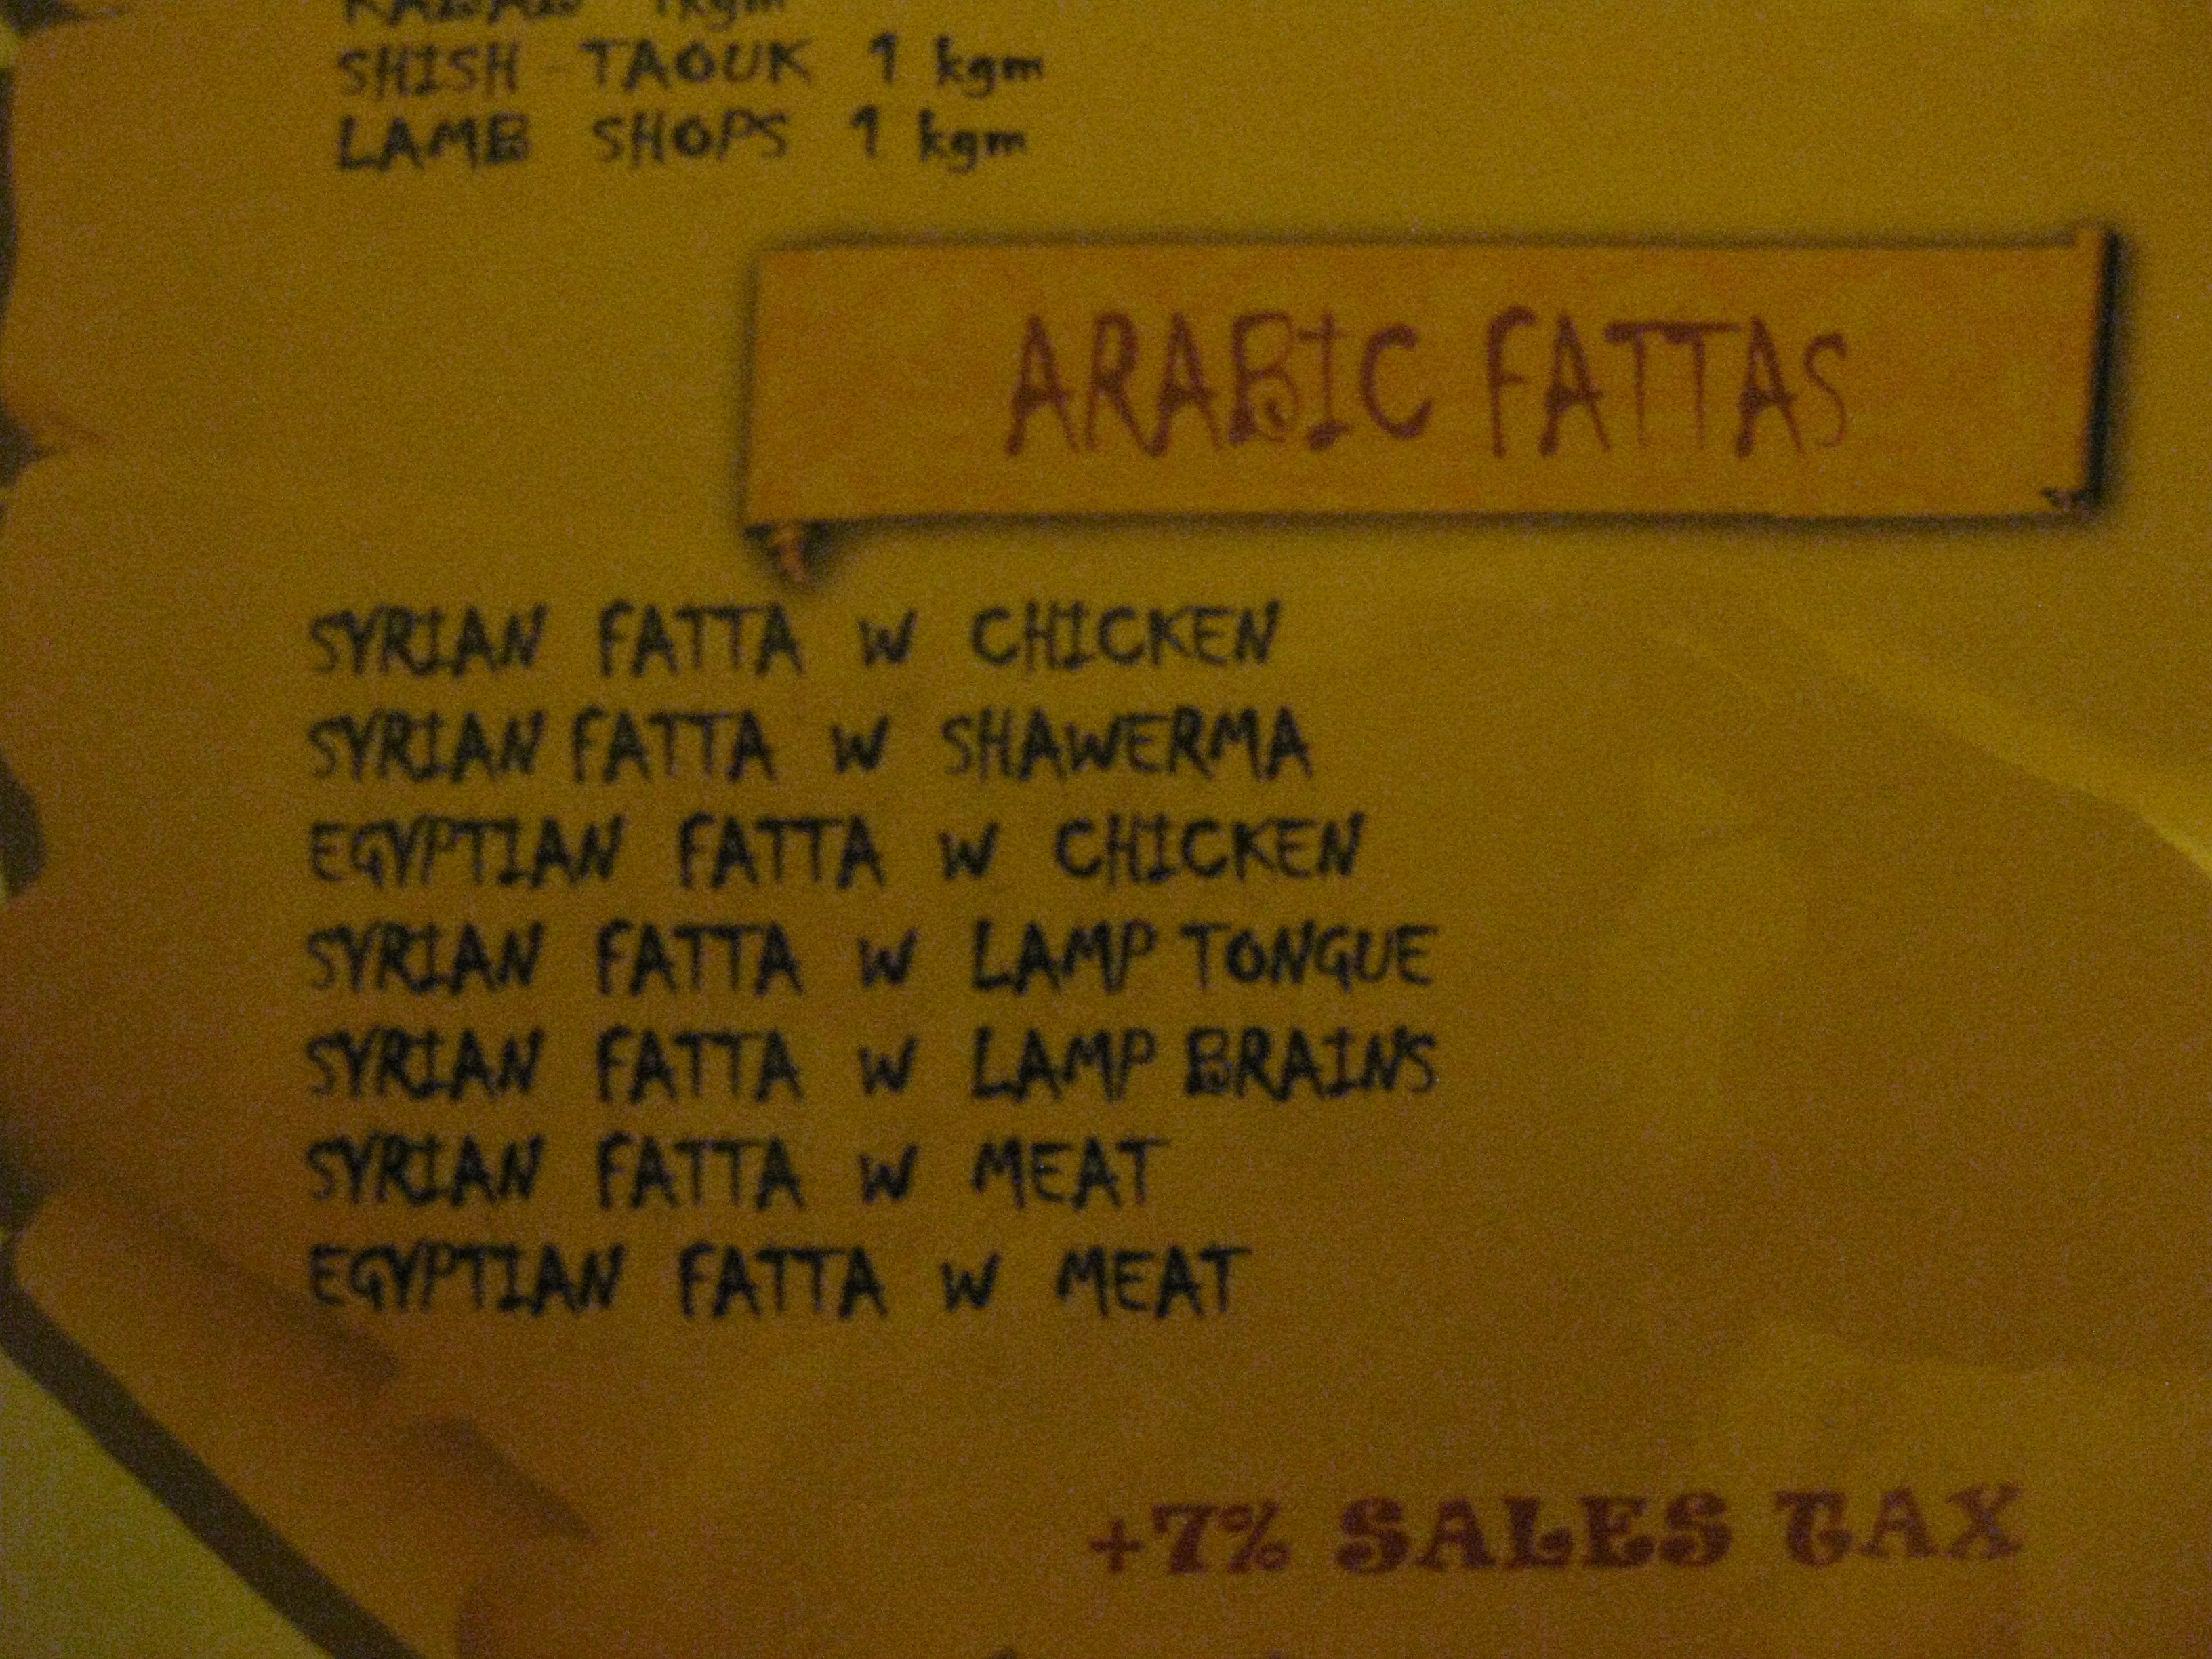 1kgm
SHISH TAOUK 1 kgm
LAMB SHOPS 1 kgm
ARABIC FATTAS
SYRIAN FATTA W CHICKEN
SYRIAN FATTA W SHAWERMA
EGYPTIAN FATTA W CHICKEN
SYRIAN FATTA W LAMP TONGUE
SYRIAN FATTA W LAMP BRAINS
SYRIAN FATTA W MEAT
EGYPTIAN FATTA W MEAT
+7% SALES TAX